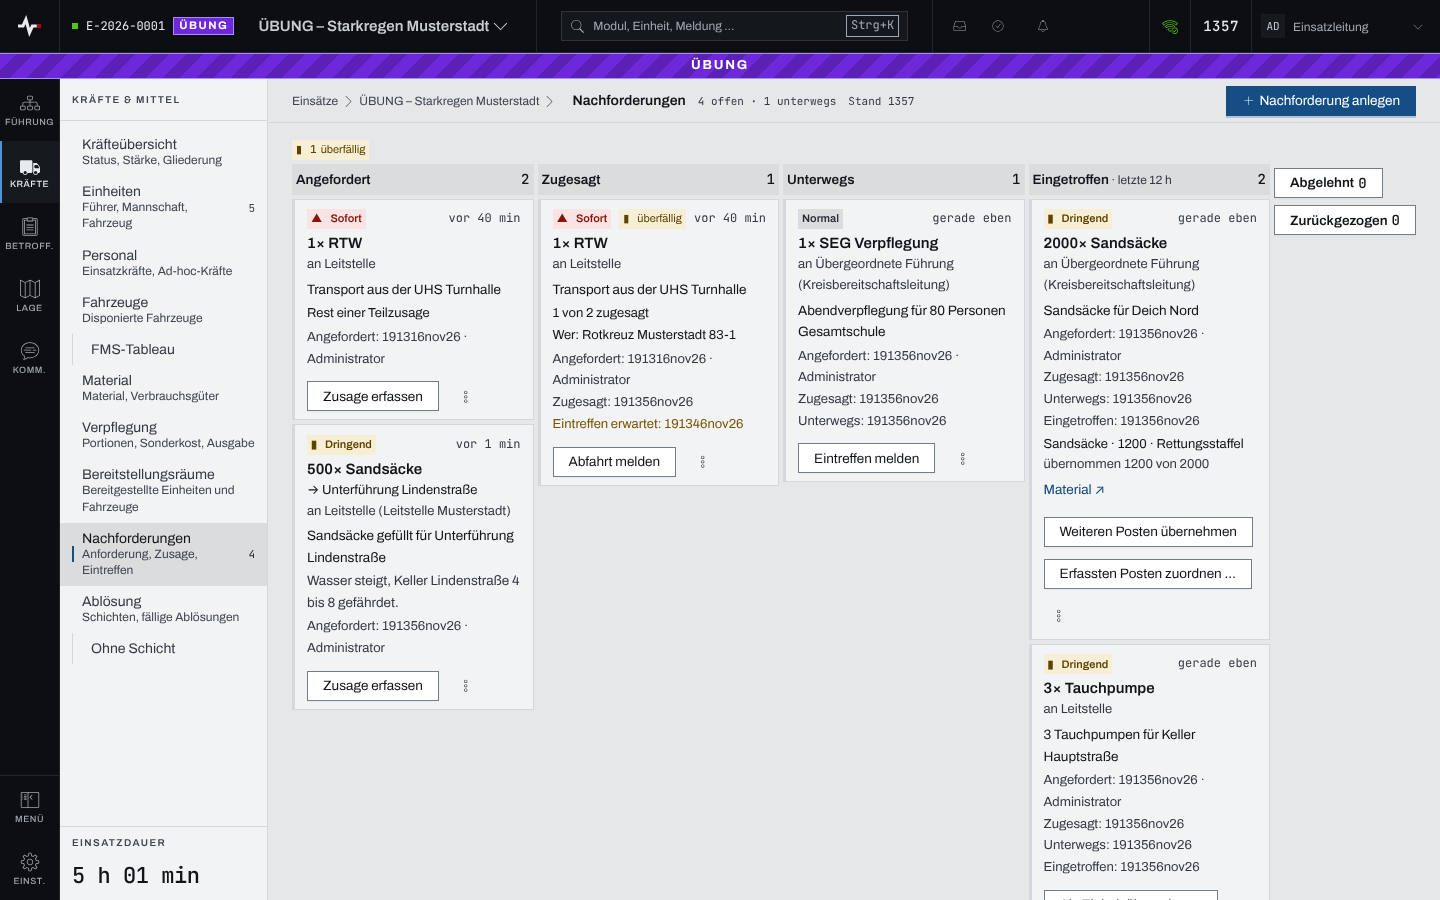 E-2026-0001 ÜBUNG ÜBUNG – Starkregen Musterstadt
Modul, Einheit, Meldung ... Strg+K
1357
AD Einsatzleitung
ÜBUNG
FÜHRUNG
KRÄFTE
BETROFF.
LAGE
KOMM.
MENÜ
EINST.
KRÄFTE & MITTEL
Kräfteübersicht
Status, Stärke, Gliederung
Einheiten
Führer, Mannschaft,
Fahrzeug
5
Personal
Einsatzkräfte, Ad-hoc-Kräfte
Fahrzeuge
Disponierte Fahrzeuge
FMS-Tableau
Material
Material, Verbrauchsgüter
Verpflegung
Portionen, Sonderkost, Ausgabe
Bereitstellungsräume
Bereitgestellte Einheiten und
Fahrzeuge
Nachforderungen
Anforderung, Zusage,
Eintreffen
4
Ablösung
Schichten, fällige Ablösungen
Ohne Schicht
EINSATZDAUER
5 h 01 min
Einsätze ÜBUNG – Starkregen Musterstadt Nachforderungen 4 offen · 1 unterwegs Stand 1357
+ Nachforderung anlegen
1 überfällig
Angefordert 2
Sofort vor 40 min
1× RTW
an Leitstelle
Transport aus der UHS Turnhalle
Rest einer Teilzusage
Angefordert: 191316nov26 ·
Administrator
Zusage erfassen
Dringend vor 1 min
500× Sandsäcke
→ Unterführung Lindenstraße
an Leitstelle (Leitstelle Musterstadt)
Sandsäcke gefüllt für Unterführung
Lindenstraße
Wasser steigt, Keller Lindenstraße 4
bis 8 gefährdet.
Angefordert: 191356nov26 ·
Administrator
Zusage erfassen
Zugesagt 1
Sofort überfällig vor 40 min
1× RTW
an Leitstelle
Transport aus der UHS Turnhalle
1 von 2 zugesagt
Wer: Rotkreuz Musterstadt 83-1
Angefordert: 191316nov26 ·
Administrator
Zugesagt: 191356nov26
Eintreffen erwartet: 191346nov26
Abfahrt melden
Unterwegs 1
Normal gerade eben
1× SEG Verpflegung
an Übergeordnete Führung
(Kreisbereitschaftsleitung)
Abendverpflegung für 80 Personen
Gesamtschule
Angefordert: 191356nov26 ·
Administrator
Zugesagt: 191356nov26
Unterwegs: 191356nov26
Eintreffen melden
Eingetroffen · letzte 12 h 2
Dringend gerade eben
2000× Sandsäcke
an Übergeordnete Führung
(Kreisbereitschaftsleitung)
Sandsäcke für Deich Nord
Angefordert: 191356nov26 ·
Administrator
Zugesagt: 191356nov26
Unterwegs: 191356nov26
Eingetroffen: 191356nov26
Sandsäcke · 1200 · Rettungsstaffel
übernommen 1200 von 2000
Material ↗
Weiteren Posten übernehmen
Erfassten Posten zuordnen ...
Dringend gerade eben
3× Tauchpumpe
an Leitstelle
3 Tauchpumpen für Keller
Hauptstraße
Angefordert: 191356nov26 ·
Administrator
Zugesagt: 191356nov26
Unterwegs: 191356nov26
Eingetroffen: 191356nov26
Abgelehnt 0
Zurückgezogen 0